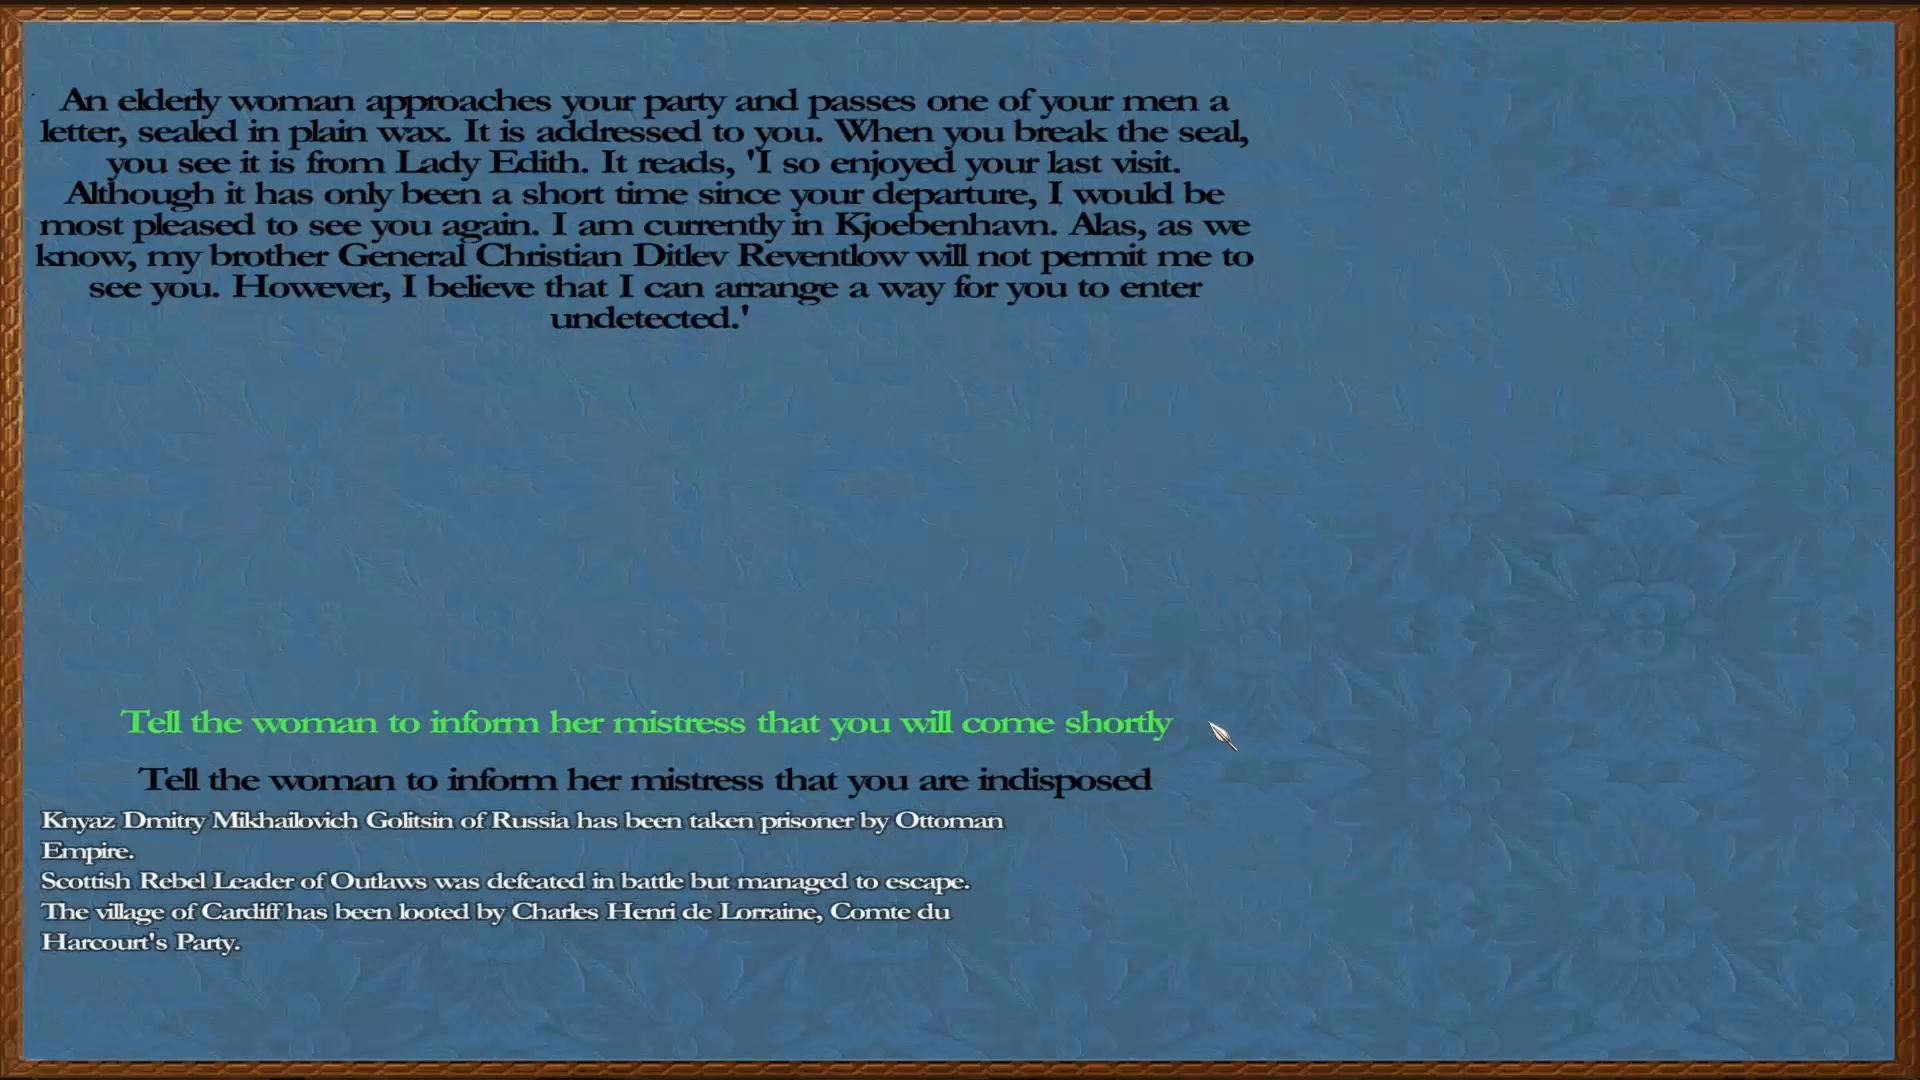 An elderly woman approaches your party and passes one of your men a
letter, sealed in plain wax. It is addressed to you. When you break the seal,
you see it is from Lady Edith. It reads, 'I so enjoyed your last visit.
Although it has only been a short time since your departure, I would be
most pleased to see you again. I am currently in Kjoebenhavn. Alas, as we
know, my brother General Christian Ditlev Reventlow will not permit me to
see you. However, I believe that I can arrange a way for you to enter
undetected.'
Tell the woman to inform her mistress that you will come shortly
Tell the woman to inform her mistress that you are indisposed
Knyaz Dmitry Mikhailovich Golitsin of Russia has been taken prisoner by Ottoman
Empire.
Scottish Rebel Leader of Outlaws was defeated in battle but managed to escape.
The village of Cardiff has been looted by Charles Henri de Lorraine, Comte du
Harcourt's Party.